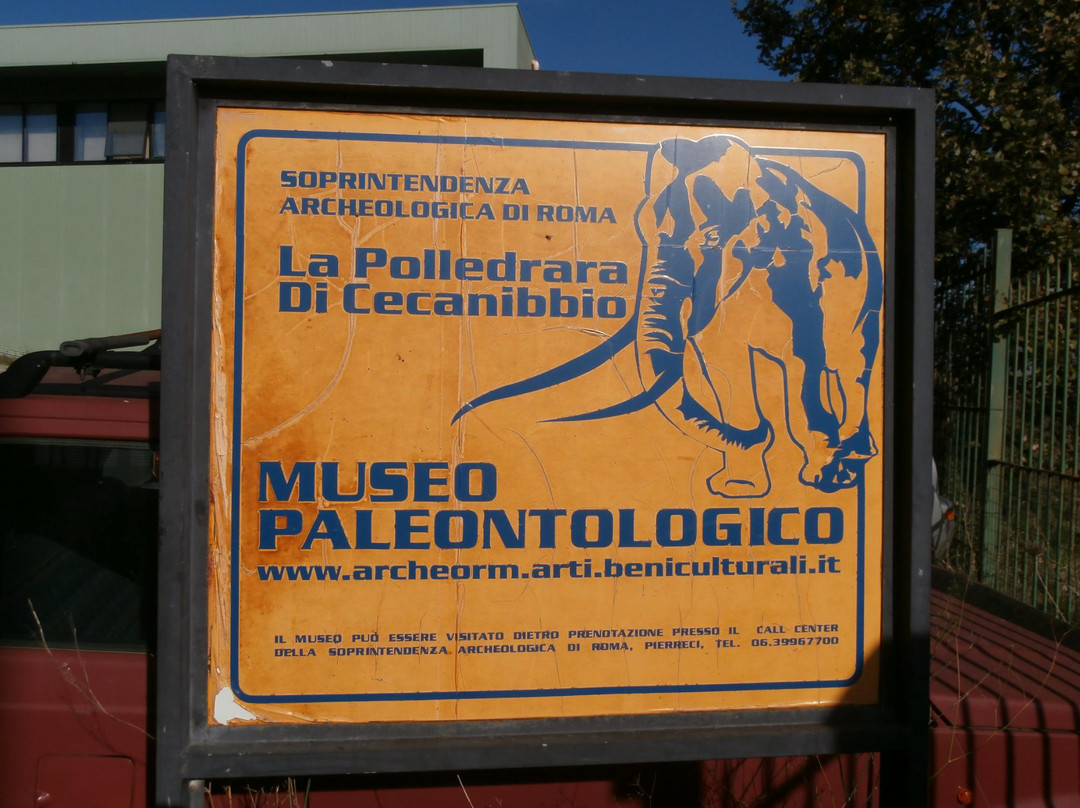 SOPRINTENDENZA
ARCHEOLOGICA DI ROMA
La Polledrara
Di Cecanibbio
MUSEO
PALEONTOLOGICO
www.archeorm.arti.beniculturali.it
IL MUSEO PUÒ ESSERE VISITATO DIETRO PRENOTAZIONE PRESSO IL CALL CENTER
DELLA SOPRINTENDENZA ARCHEOLOGICA DI ROMA, PIERRECI, TEL. 06.39967700